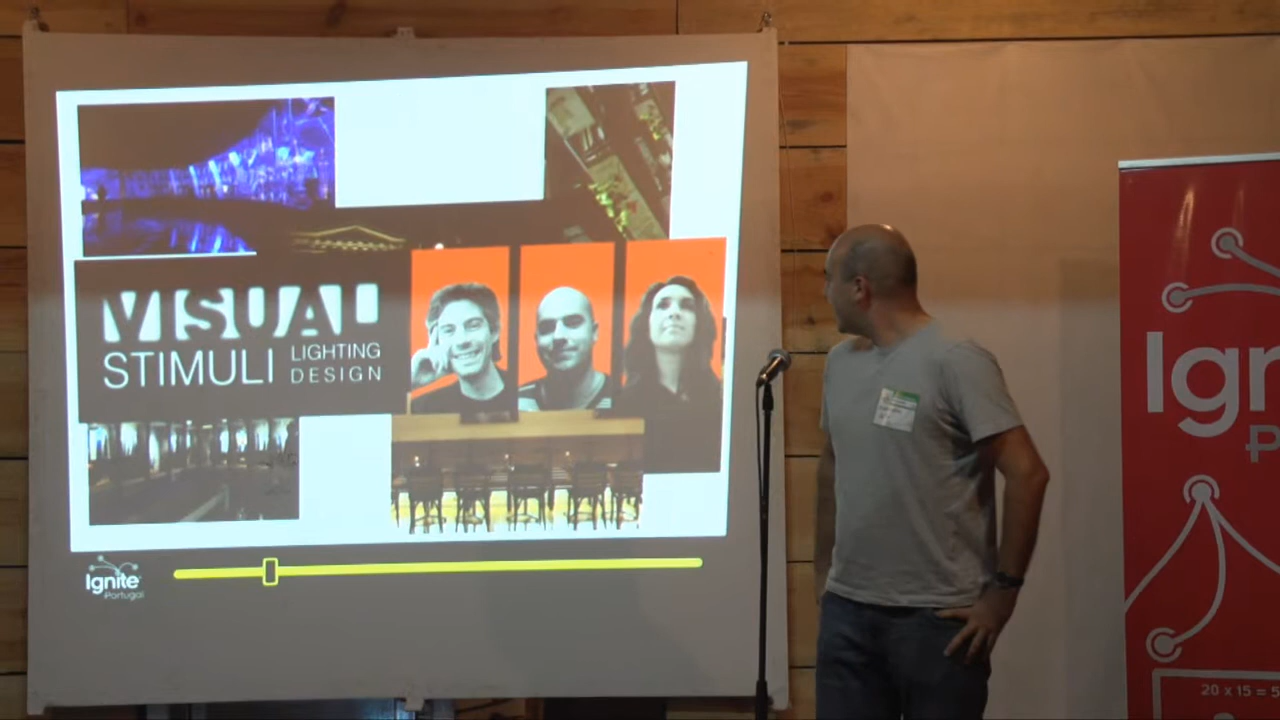 VISUAL
STIMULI LIGHTING
DESIGN
Ignite
Portugal
Ign
P
20 x 15 = 5